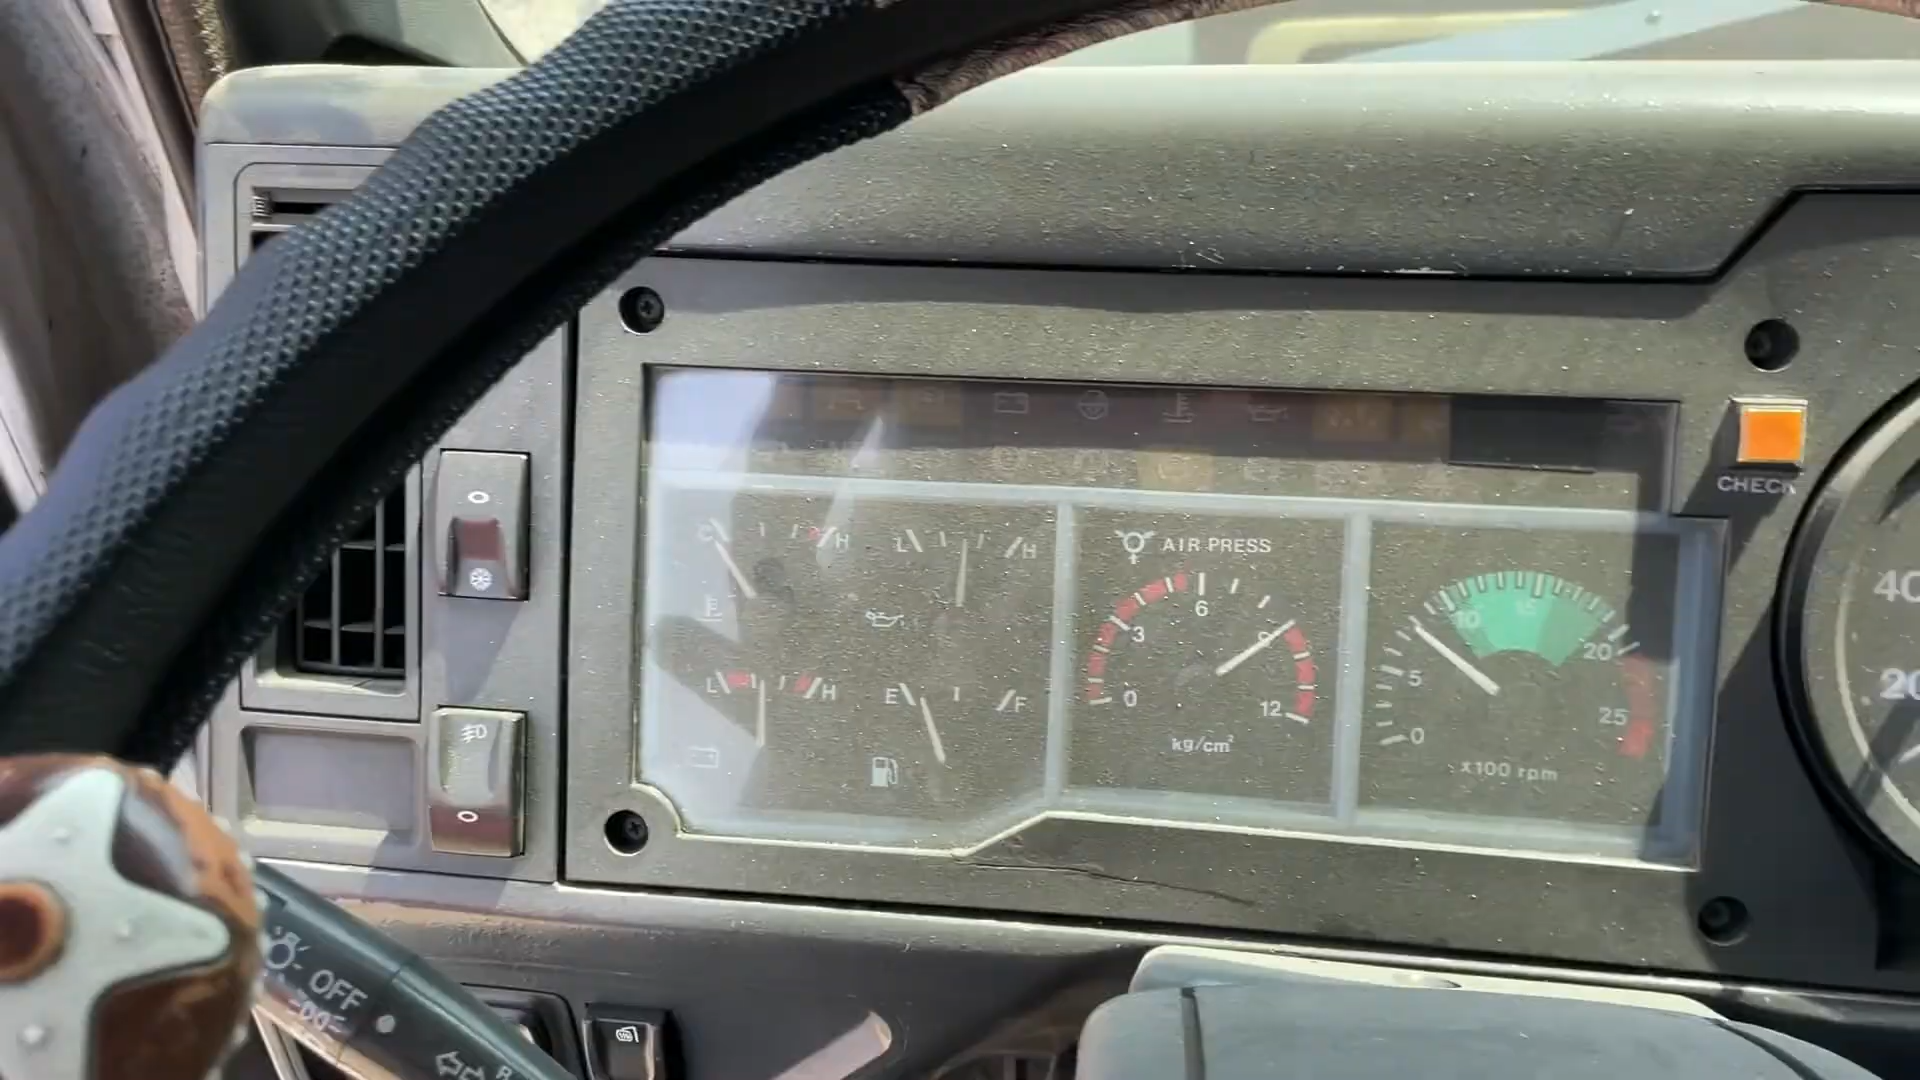 CHECK
C H
L H
AIR PRESS
0 3 6 9 12
kg/cm²
0 5 10 15 20 25
x100 rpm
L H
E F
40
20
OFF
R